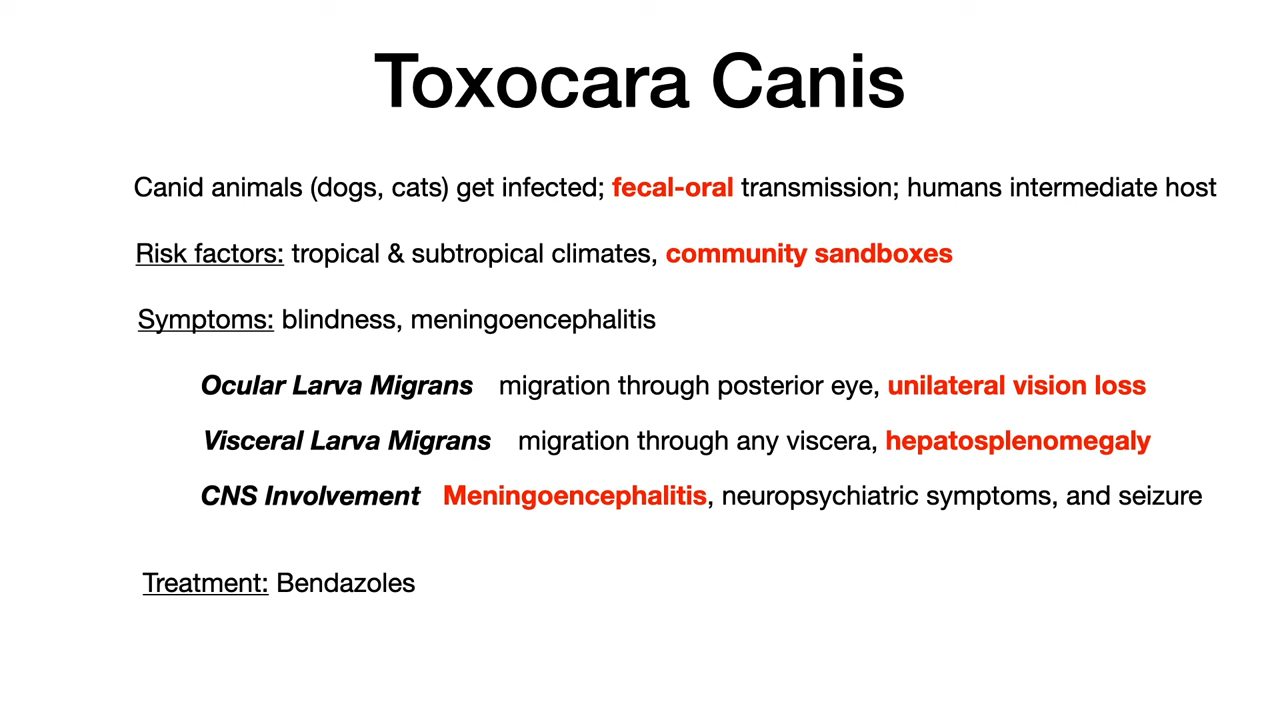 Toxocara Canis
Canid animals (dogs, cats) get infected; fecal-oral transmission; humans intermediate host
Risk factors: tropical & subtropical climates, community sandboxes
Symptoms: blindness, meningoencephalitis
Ocular Larva Migrans migration through posterior eye, unilateral vision loss
Visceral Larva Migrans migration through any viscera, hepatosplenomegaly
CNS Involvement Meningoencephalitis, neuropsychiatric symptoms, and seizure
Treatment: Bendazoles